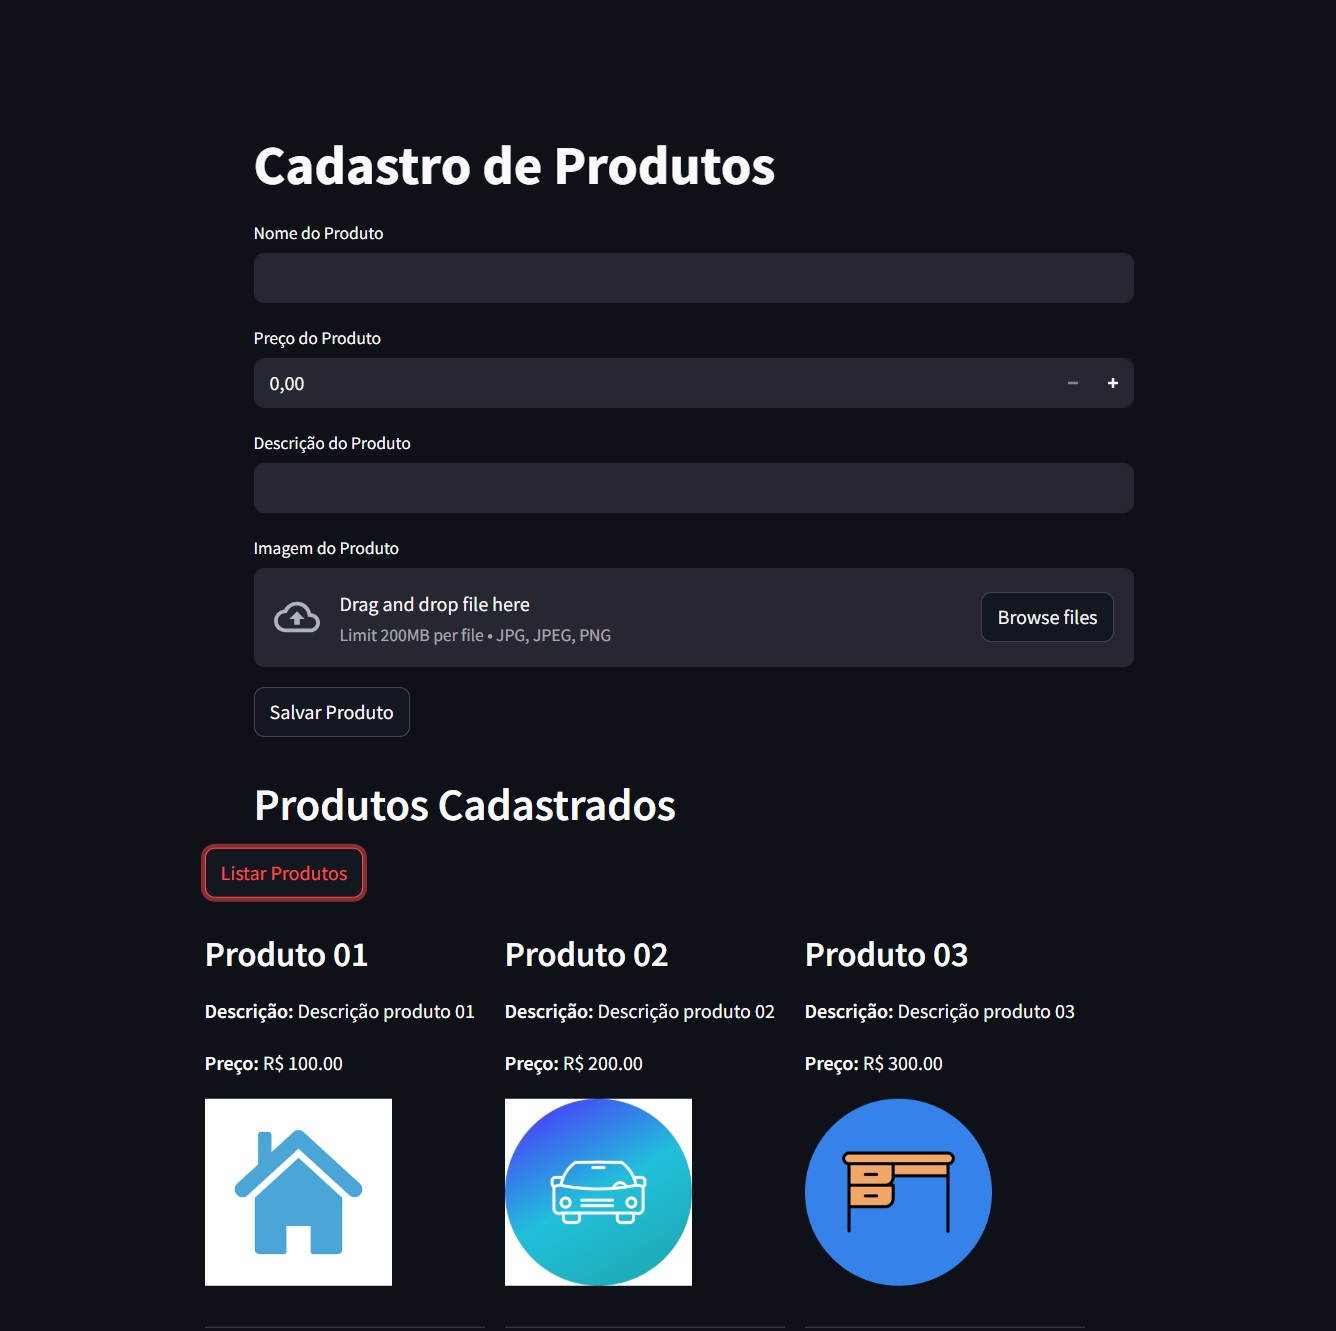 Cadastro de Produtos
Nome do Produto
Preço do Produto
0,00
Descrição do Produto
Imagem do Produto
Drag and drop file here
Limit 200MB per file • JPG, JPEG, PNG
Browse files
Salvar Produto
Produtos Cadastrados
Listar Produtos
Produto 01
Descrição: Descrição produto 01
Preço: R$ 100.00
Produto 02
Descrição: Descrição produto 02
Preço: R$ 200.00
Produto 03
Descrição: Descrição produto 03
Preço: R$ 300.00